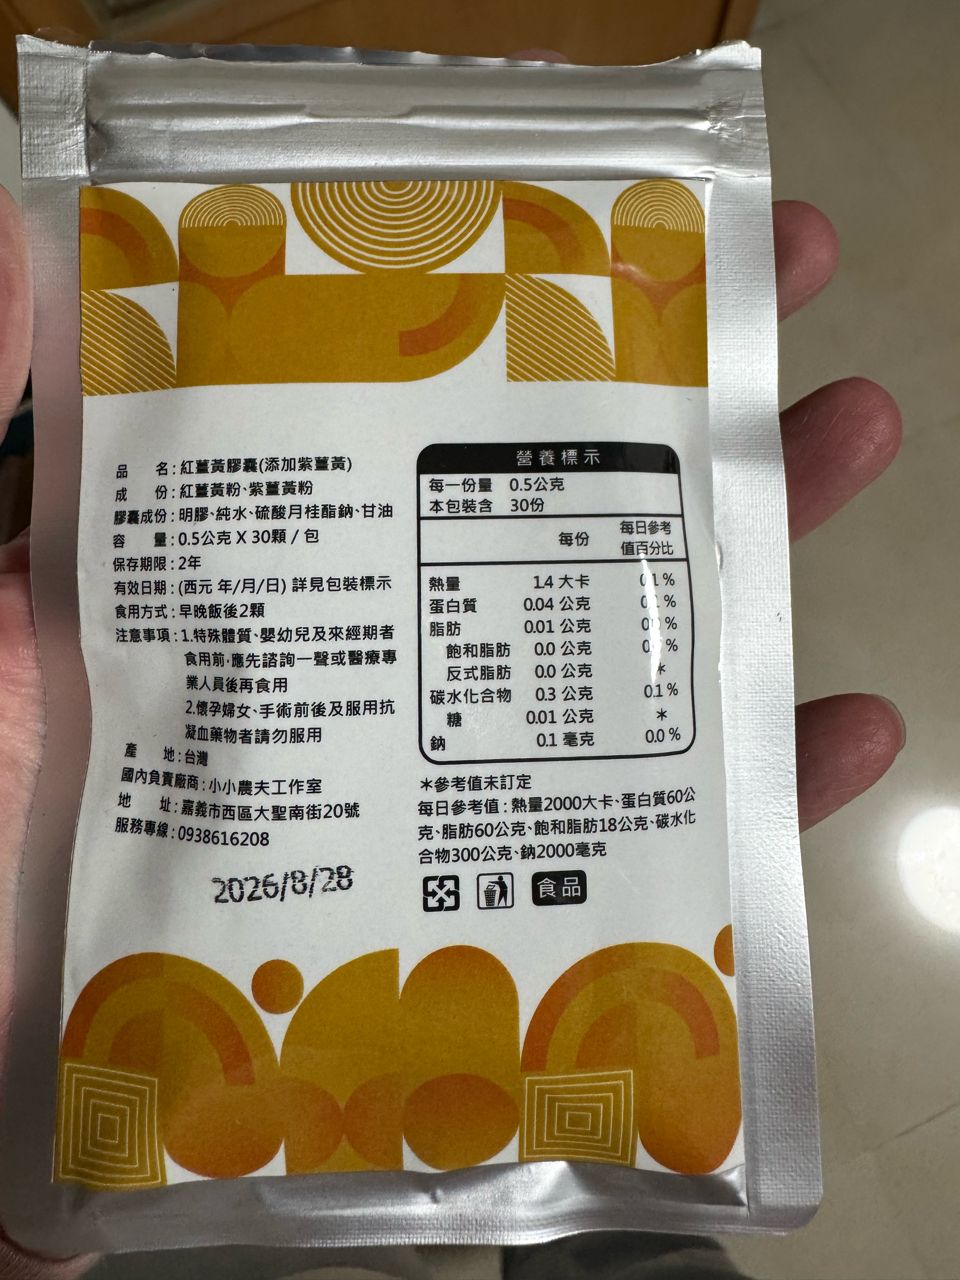 品　名：紅薑黃膠囊(添加紫薑黃)
成　份：紅薑黃粉、紫薑黃粉
膠囊成份：明膠、純水、硫酸月桂酯鈉、甘油
容　量：0.5公克 X 30顆 / 包
保存期限：2年
有效日期：(西元 年/月/日) 詳見包裝標示
食用方式：早晚飯後2顆
注意事項：1.特殊體質、嬰幼兒及來經期者
食用前，應先諮詢一聲或醫療專
業人員後再食用
2.懷孕婦女、手術前後及服用抗
凝血藥物者請勿服用
產　地：台灣
國內負責廠商：小小農夫工作室
地　址：嘉義市西區大聖南街20號
服務專線：0938616208
2026/8/28
營養標示
每一份量 0.5公克
本包裝含 30份
每份 每日參考
值百分比
熱量 1.4 大卡 %
蛋白質 0.04 公克 %
脂肪 0.01 公克 %
飽和脂肪 0.0 公克 %
反式脂肪 0.0 公克 *
碳水化合物 0.3 公克 0.1 %
糖 0.01 公克 *
鈉 0.1 毫克 0.0 %
*參考值未訂定
每日參考值：熱量2000大卡、蛋白質60公
克、脂肪60公克、飽和脂肪18公克、碳水化
合物300公克、鈉2000毫克
食品